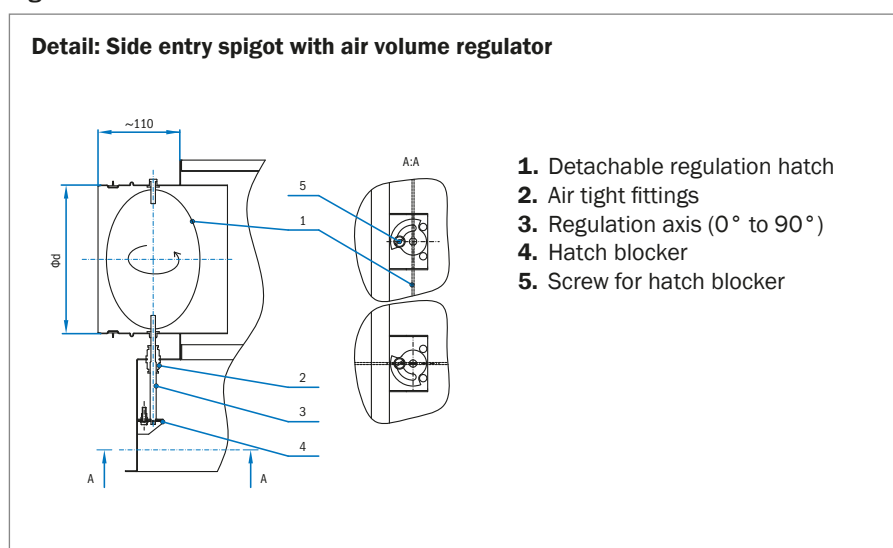 Detail: Side entry spigot with air volume regulator
~110
A:A
5
1
Φd
2
3
4
A
A
1. Detachable regulation hatch
2. Air tight fittings
3. Regulation axis (0° to 90°)
4. Hatch blocker
5. Screw for hatch blocker